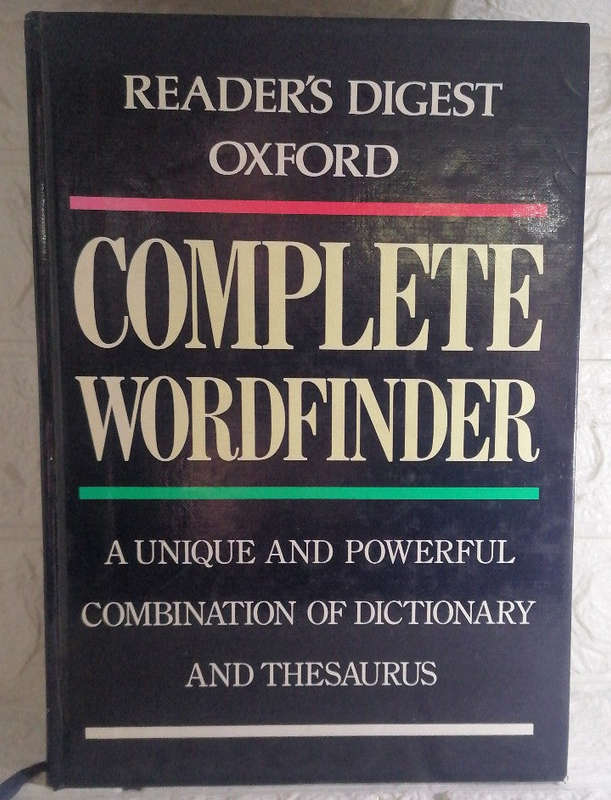 READER'S DIGEST
OXFORD
COMPLETE
WORDFINDER
A UNIQUE AND POWERFUL
COMBINATION OF DICTIONARY
AND THESAURUS